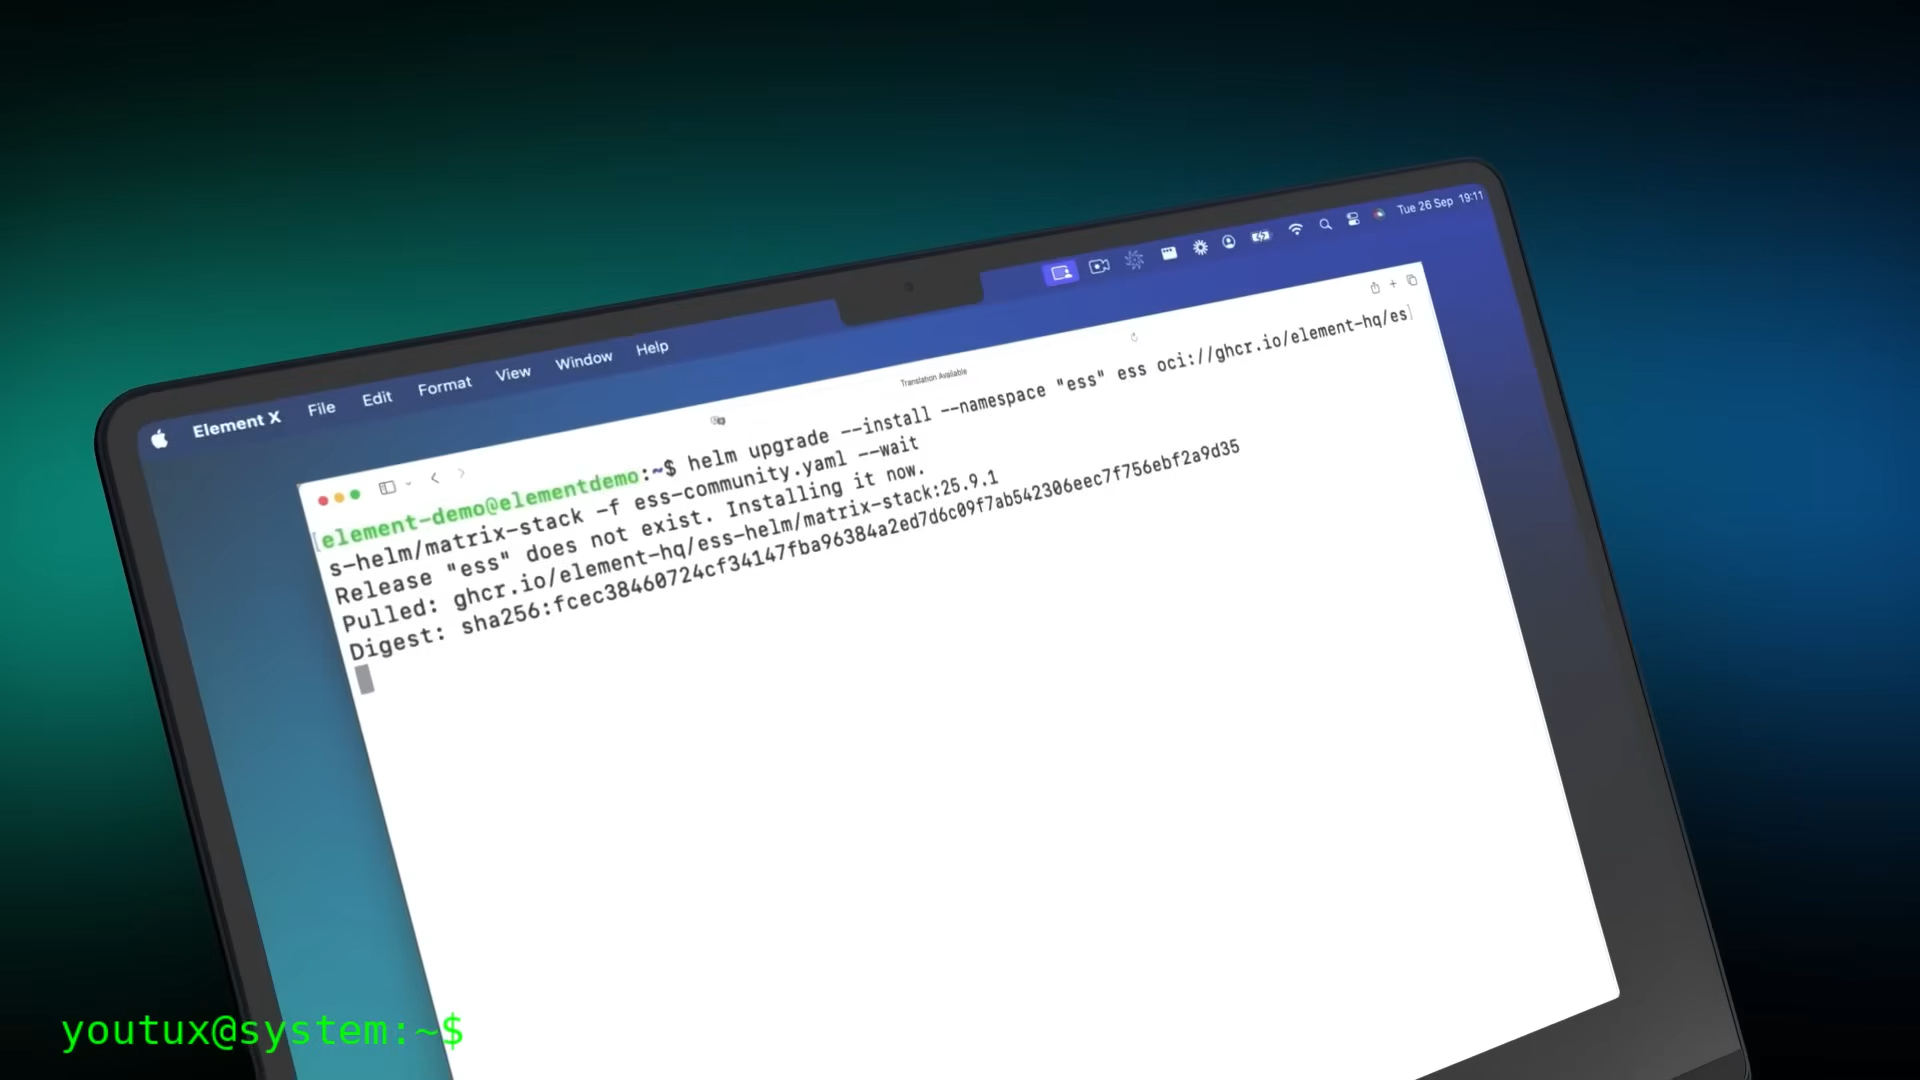 Element X File Edit Format View Window Help Tue 26 Sep 19:11
Translation Available
[element-demo@elementdemo:~$ helm upgrade --install --namespace "ess" ess oci://ghcr.io/element-hq/es]
s-helm/matrix-stack -f ess-community.yaml --wait
Release "ess" does not exist. Installing it now.
Pulled: ghcr.io/element-hq/ess-helm/matrix-stack:25.9.1
Digest: sha256:fcec38460724cf34147fba96384a2ed7d6c09f7ab542306eec7f756ebf2a9d35
youtux@system:~$